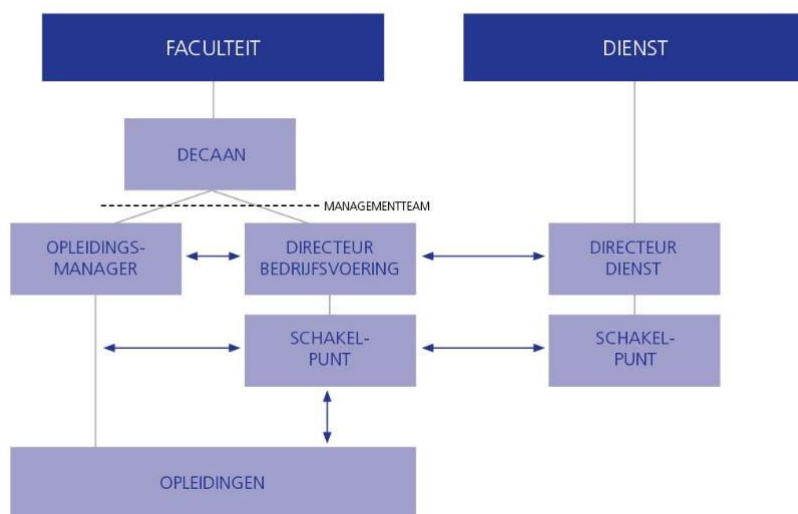 FACULTEIT
DIENST
DECAAN
MANAGEMENTTEAM
OPLEIDINGS-
MANAGER
DIRECTEUR
BEDRIJFSVOERING
DIRECTEUR
DIENST
SCHAKEL-
PUNT
SCHAKEL-
PUNT
OPLEIDINGEN